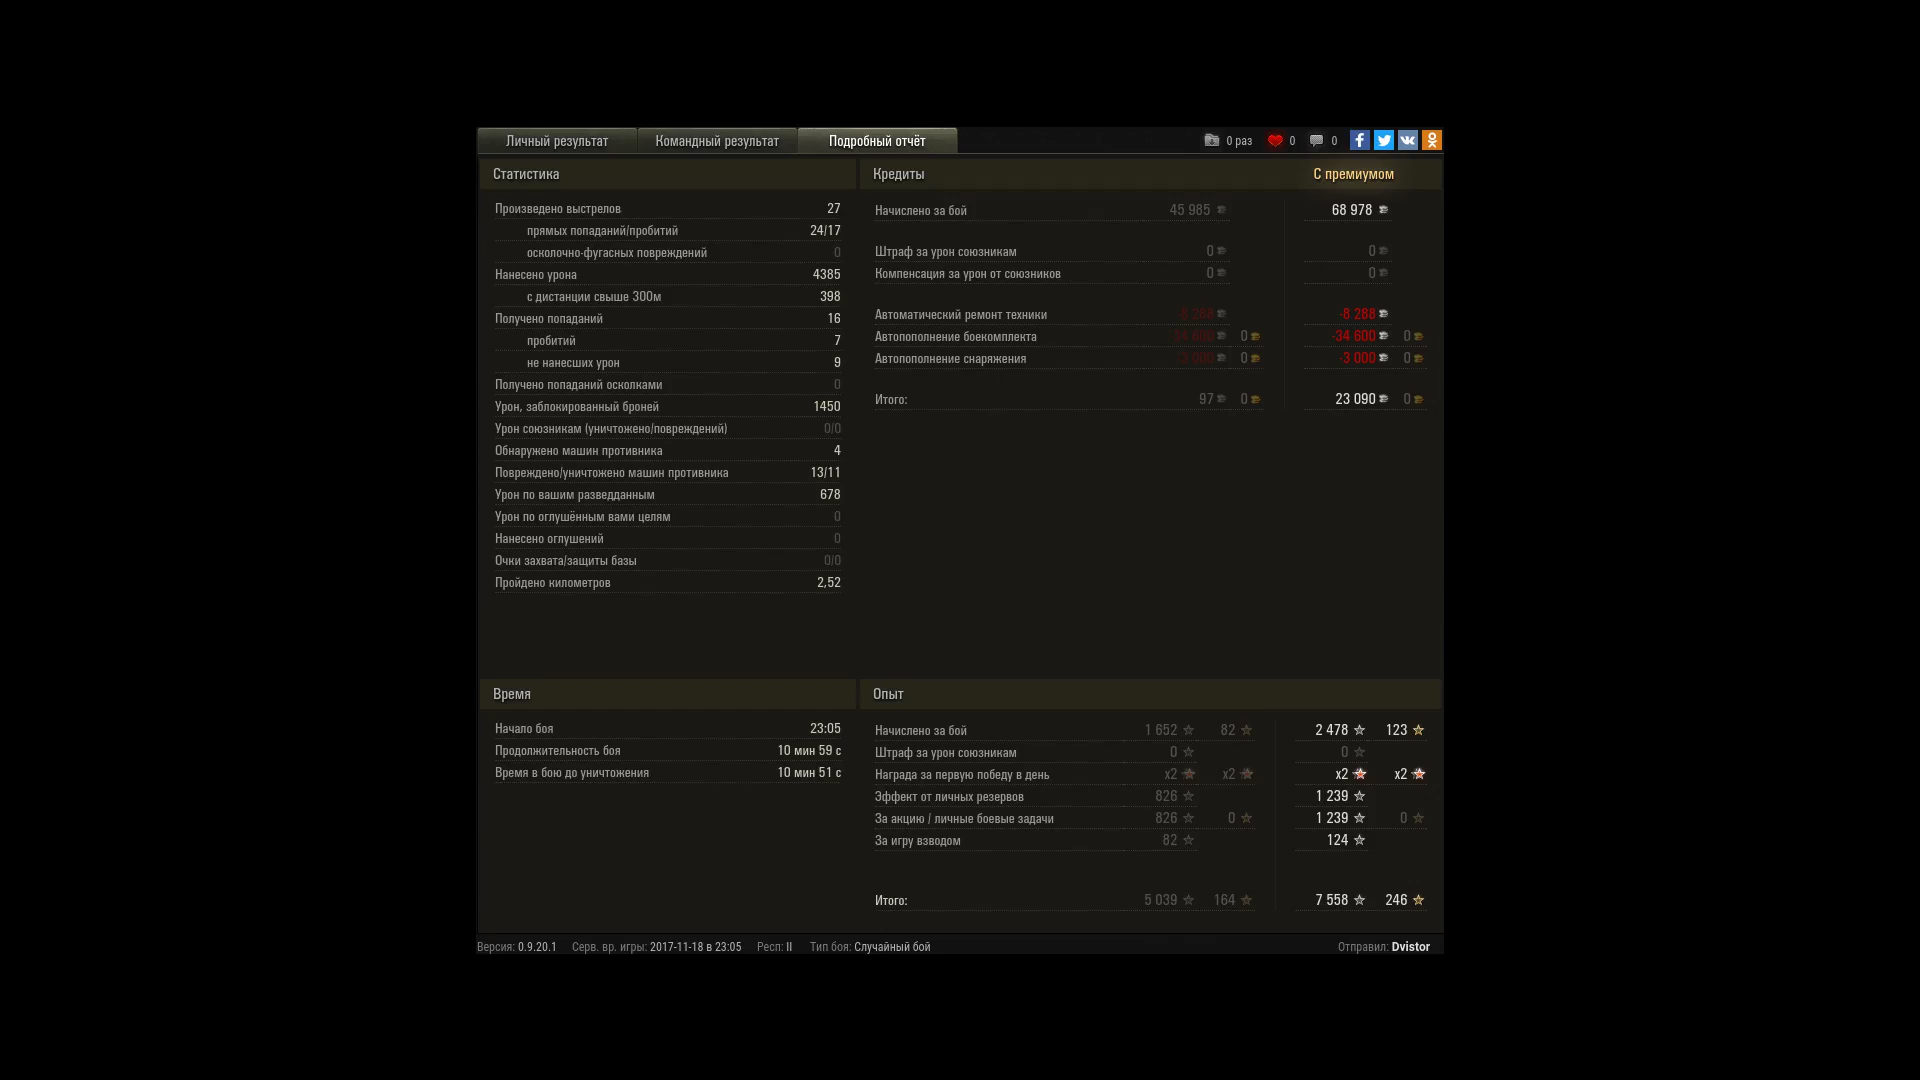 Личный результат Командный результат Подробный отчёт 0 раз 0 0
Статистика
Произведено выстрелов 27
прямых попаданий/пробитий 24/17
осколочно-фугасных повреждений 0
Нанесено урона 4385
с дистанции свыше 300м 398
Получено попаданий 16
пробитий 7
не нанесших урон 9
Получено попаданий осколками 0
Урон, заблокированный броней 1450
Урон союзникам (уничтожено/повреждений) 0/0
Обнаружено машин противника 4
Повреждено/уничтожено машин противника 13/11
Урон по вашим разведданным 678
Урон по оглушённым вами целям 0
Нанесено оглушений 0
Очки захвата/защиты базы 0/0
Пройдено километров 2,52
Кредиты С премиумом
Начислено за бой 45 985 68 978
Штраф за урон союзникам 0 0
Компенсация за урон от союзников 0 0
Автоматический ремонт техники -8 288 -8 288
Автопополнение боекомплекта -34 600 0 -34 600 0
Автопополнение снаряжения -3 000 0 -3 000 0
Итого: 97 0 23 090 0
Время
Начало боя 23:05
Продолжительность боя 10 мин 59 с
Время в бою до уничтожения 10 мин 51 с
Опыт
Начислено за бой 1 652 82 2 478 123
Штраф за урон союзникам 0 0
Награда за первую победу в день x2 x2 x2 x2
Эффект от личных резервов 826 1 239
За акцию / личные боевые задачи 826 0 1 239 0
За игру взводом 82 124
Итого: 5 039 164 7 558 246
Версия: 0.9.20.1 Серв. вр. игры: 2017-11-18 в 23:05 Респ: II Тип боя: Случайный бой Отправил: Dvistor